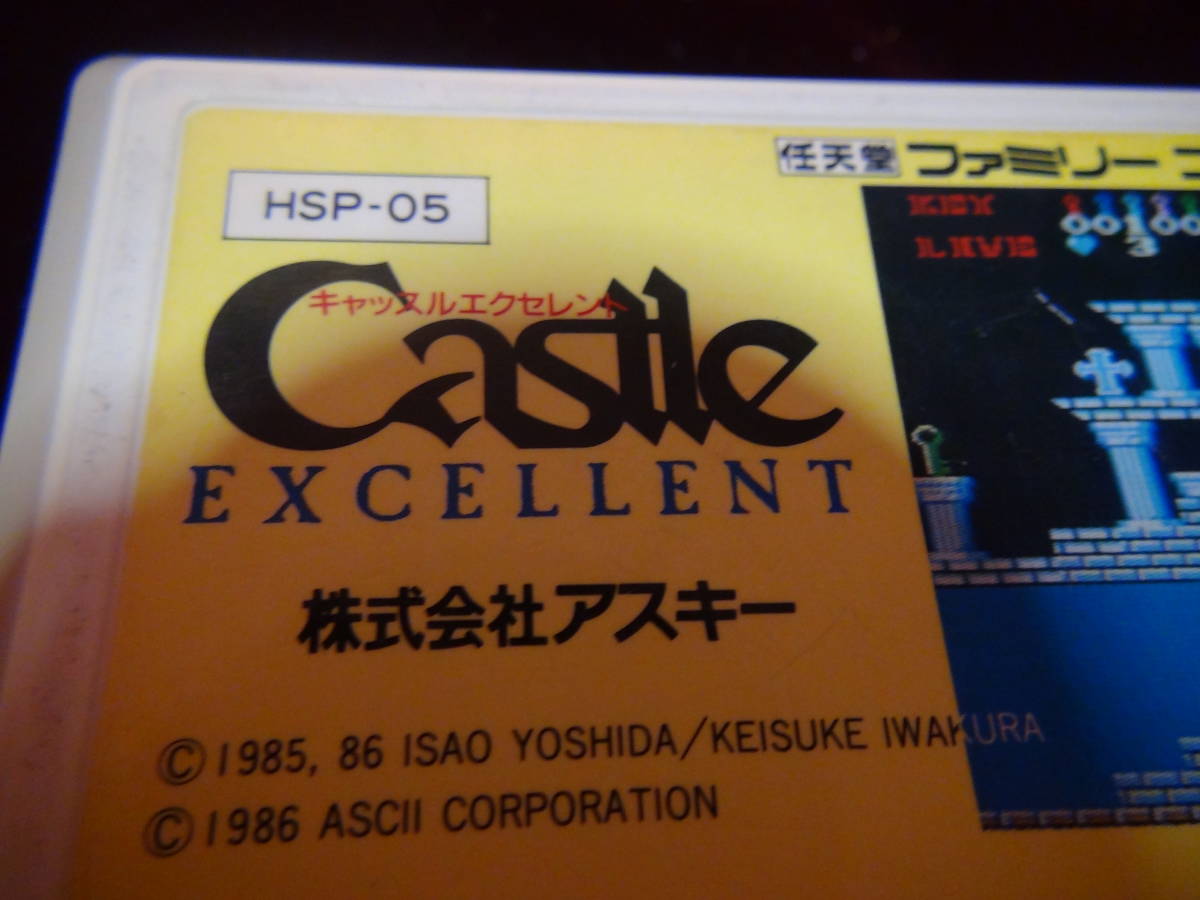 HSP-05
任天堂 ファミリー
KEY
00100
LIVE 3
キャッスルエクセレント
Castle
EXCELLENT
株式会社アスキー
© 1985, 86 ISAO YOSHIDA/KEISUKE IWAKURA
© 1986 ASCII CORPORATION